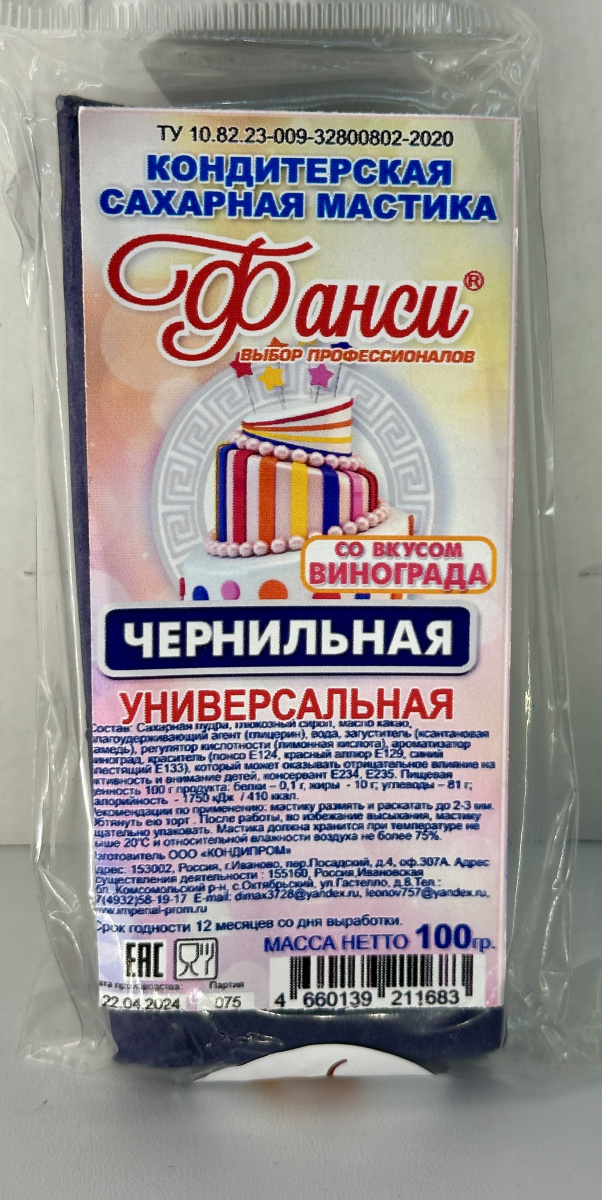 ТУ 10.82.23-009-32800802-2020
КОНДИТЕРСКАЯ
САХАРНАЯ МАСТИКА
Фанси®
ВЫБОР ПРОФЕССИОНАЛОВ
СО ВКУСОМ
ВИНОГРАДА
ЧЕРНИЛЬНАЯ
УНИВЕРСАЛЬНАЯ
Состав: Сахарная пудра, глюкозный сироп, масло какао,
влагоудерживающий агент (глицерин), вода, загуститель (ксантановая
камедь), регулятор кислотности (лимонная кислота), ароматизатор
виноград, краситель (понсо Е124, красный аллюр Е129, синий
блестящий Е133), который может оказывать отрицательное влияние на
активность и внимание детей, консервант Е234, Е235. Пищевая
ценность 100 г продукта: белки – 0,1 г, жиры - 10 г; углеводы – 81 г;
калорийность - 1750 кДж / 410 ккал.
Рекомендации по применению: мастику размять и раскатать до 2-3 мм.
Обтянуть ею торт . После работы, во избежание высыхания, мастику
тщательно упаковать. Мастика должна хранится при температуре не
выше 20°С и относительной влажности воздуха не более 75%.
Изготовитель ООО «КОНДИПРОМ»
Адрес: 153002, Россия, г.Иваново, пер.Посадский, д.4, оф.307А. Адрес
осуществления деятельности : 155160, Россия,Ивановская
обл. Комсомольский р-н, с.Октябрьский, ул.Гастелло, д.8.Тел.:
7(4932)58-19-17 E-mail: dimax3728@yandex.ru, leonov757@yandex.ru,
www.imperial-prom.ru
Срок годности 12 месяцев со дня выработки.
МАССА НЕТТО 100гр.
ЕАС
Дата производства: Партия
22.04.2024 075
4 660139 211683